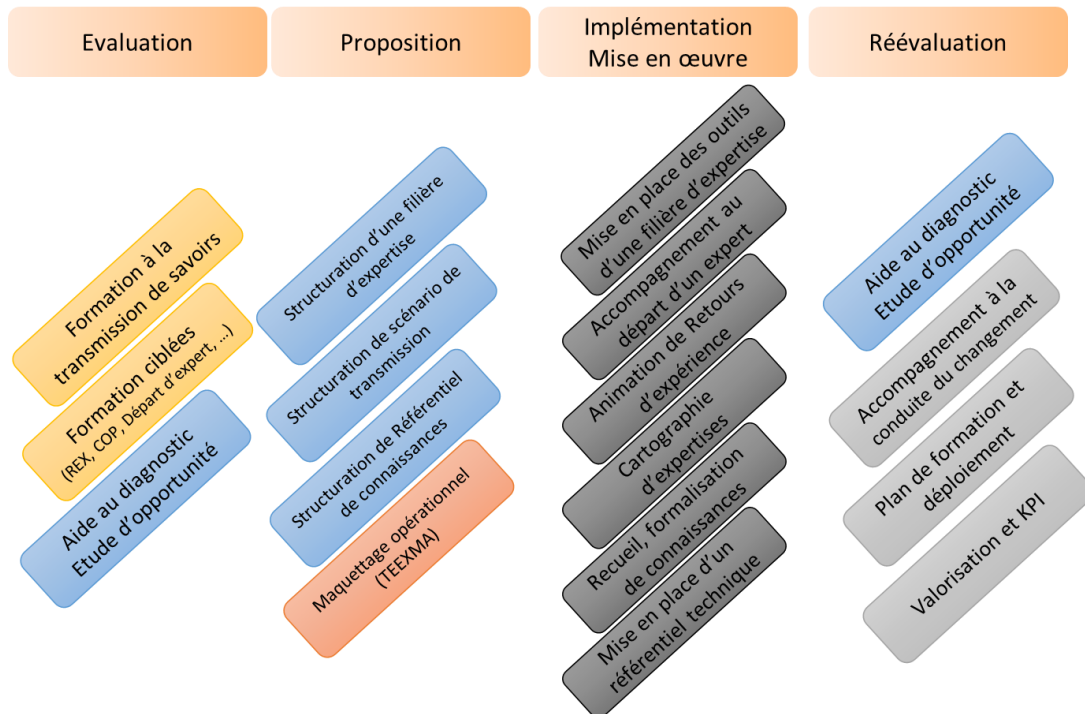 Evaluation
Proposition
Implémentation
Mise en œuvre
Réévaluation
Formation à la
transmission de savoirs
Formation ciblées
(REX, COP, Départ d'expert, ...)
Aide au diagnostic
Etude d'opportunité
Structuration d'une filière
d'expertise
Structuration de scénario de
transmission
Structuration de Référentiel
de connaissances
Maquettage opérationnel
(TEEXMA)
Mise en place des outils
d'une filière d'expertise
Accompagnement au
départ d'un expert
Animation de Retours
d'expérience
Cartographie
d'expertises
Recueil, formalisation
de connaissances
Mise en place d'un
référentiel technique
Aide au diagnostic
Etude d'opportunité
Accompagnement à la
conduite du changement
Plan de formation et
déploiement
Valorisation et KPI